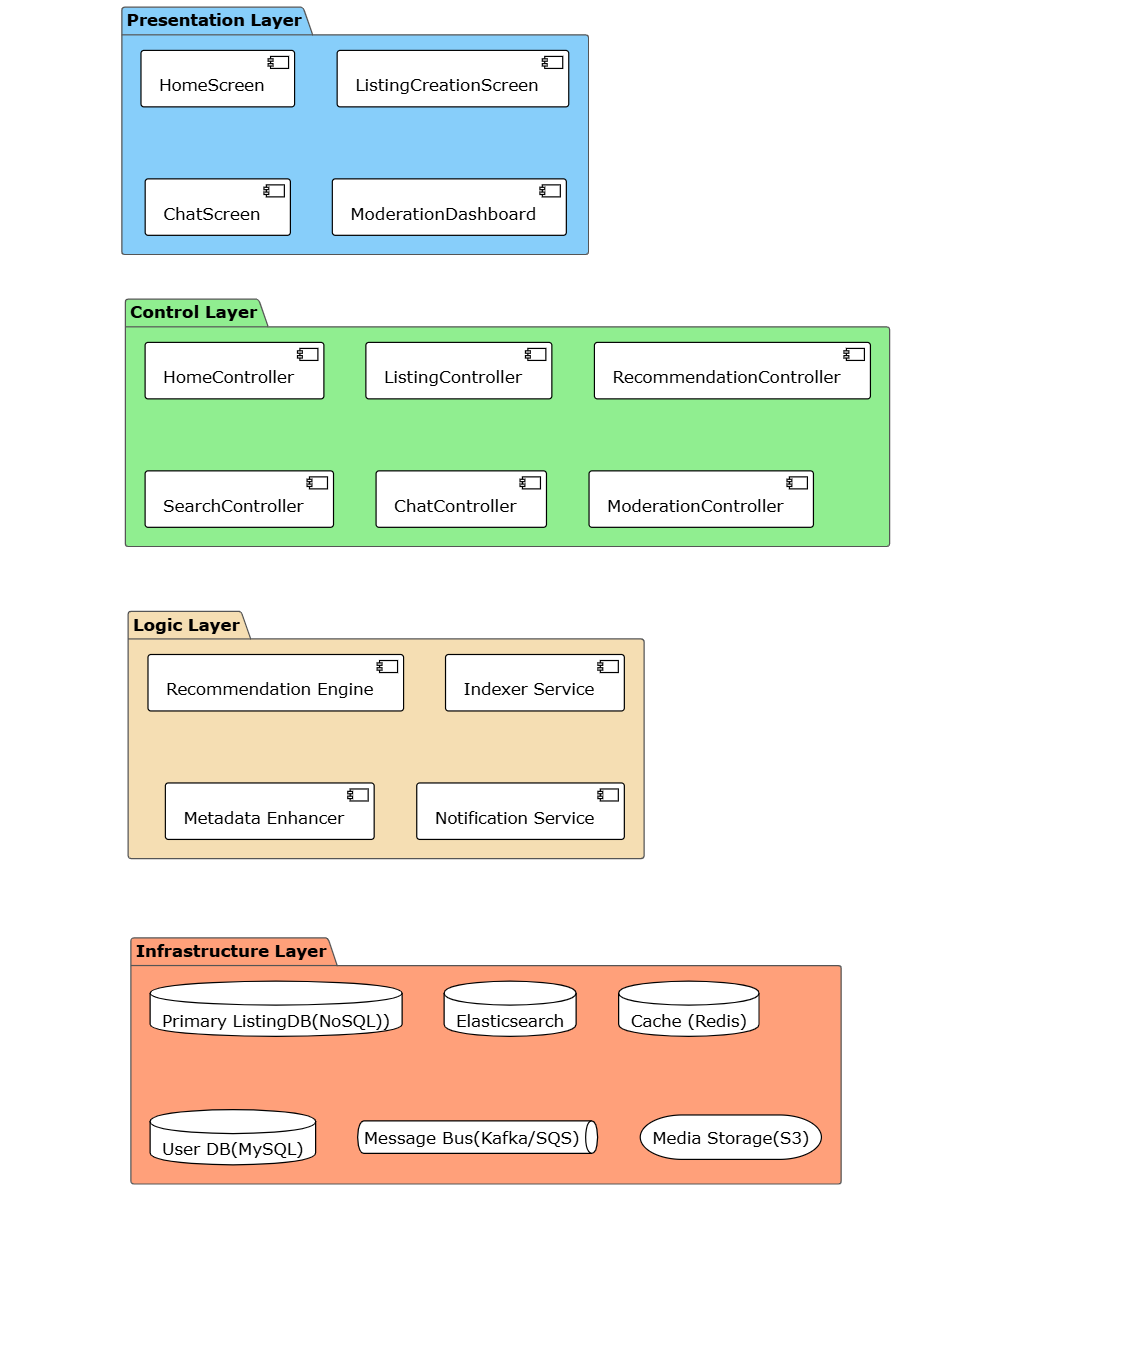 Presentation Layer
HomeScreen
ListingCreationScreen
ChatScreen
ModerationDashboard
Control Layer
HomeController
ListingController
RecommendationController
SearchController
ChatController
ModerationController
Logic Layer
Recommendation Engine
Indexer Service
Metadata Enhancer
Notification Service
Infrastructure Layer
Primary ListingDB(NoSQL))
Elasticsearch
Cache (Redis)
User DB(MySQL)
Message Bus(Kafka/SQS)
Media Storage(S3)